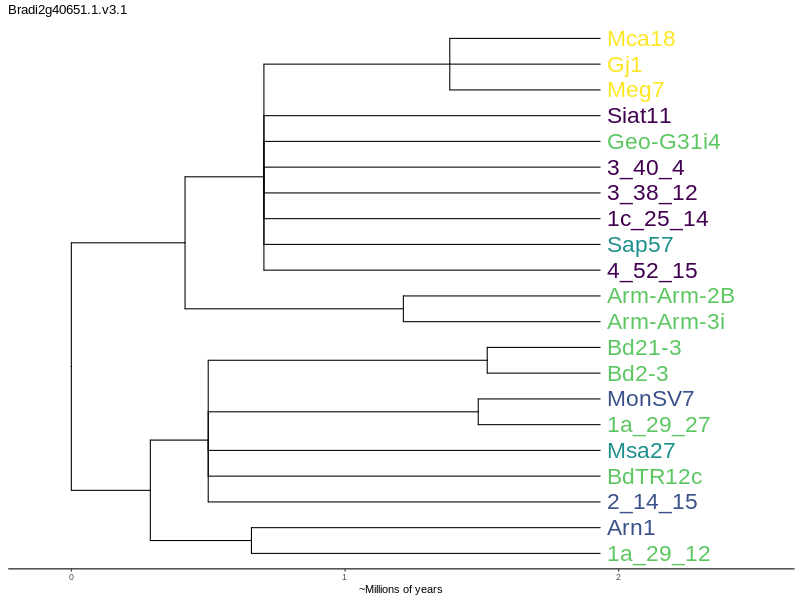 Bradi2g40651.1.v3.1
Mca18
Gj1
Meg7
Siat11
Geo-G31i4
3_40_4
3_38_12
1c_25_14
Sap57
4_52_15
Arm-Arm-2B
Arm-Arm-3i
Bd21-3
Bd2-3
MonSV7
1a_29_27
Msa27
BdTR12c
2_14_15
Arn1
1a_29_12
0 1 2
~Millions of years